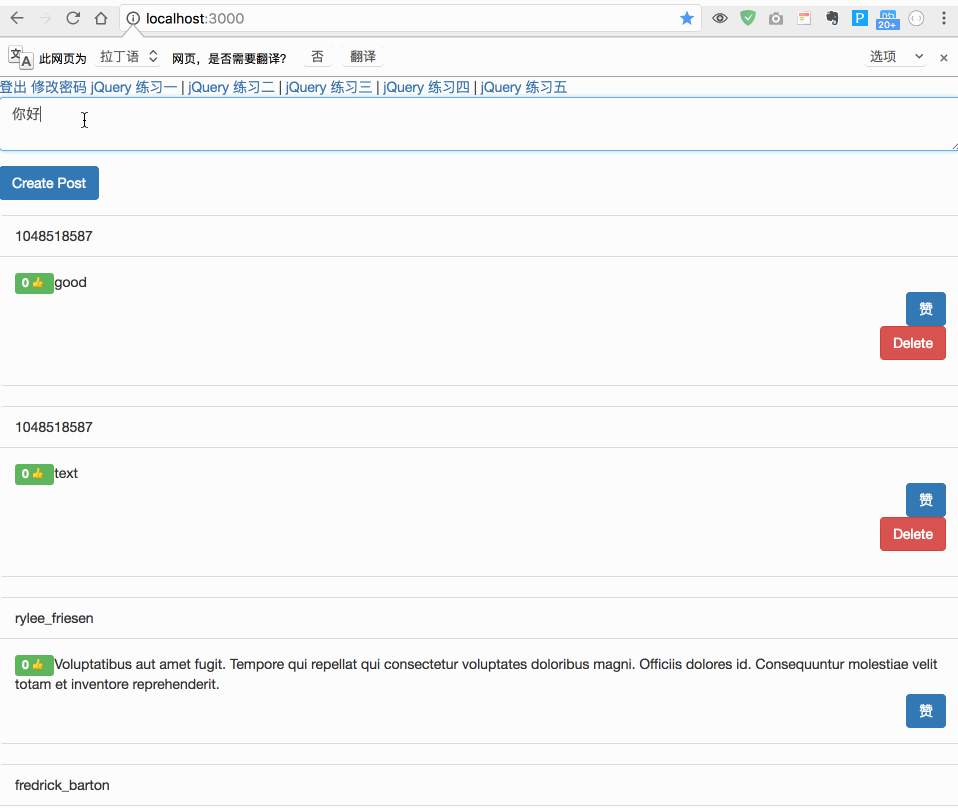 localhost:3000
P
20+
此网页为 拉丁语 网页，是否需要翻译? 否 翻译 选项
登出 修改密码 jQuery 练习一 | jQuery 练习二 | jQuery 练习三 | jQuery 练习四 | jQuery 练习五
你好
Create Post
1048518587
0 👍 good
赞
Delete
1048518587
0 👍 text
赞
Delete
rylee_friesen
0 👍 Voluptatibus aut amet fugit. Tempore qui repellat qui consectetur voluptates doloribus magni. Officiis dolores id. Consequuntur molestiae velit
totam et inventore reprehenderit.
赞
fredrick_barton